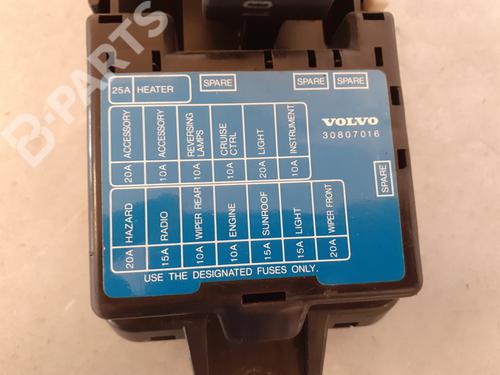 25A HEATER
SPARE
SPARE
SPARE
20A ACCESSORY
10A ACCESSORY
10A REVERSING LAMPS
10A CRUISE CTRL
20A LIGHT
10A INSTRUMENT
VOLVO
30807016
SPARE
20A HAZARD
15A RADIO
10A WIPER REAR
10A ENGINE
15A SUNROOF
15A LIGHT
20A WIPER FRONT
USE THE DESIGNATED FUSES ONLY.
B-PARTS